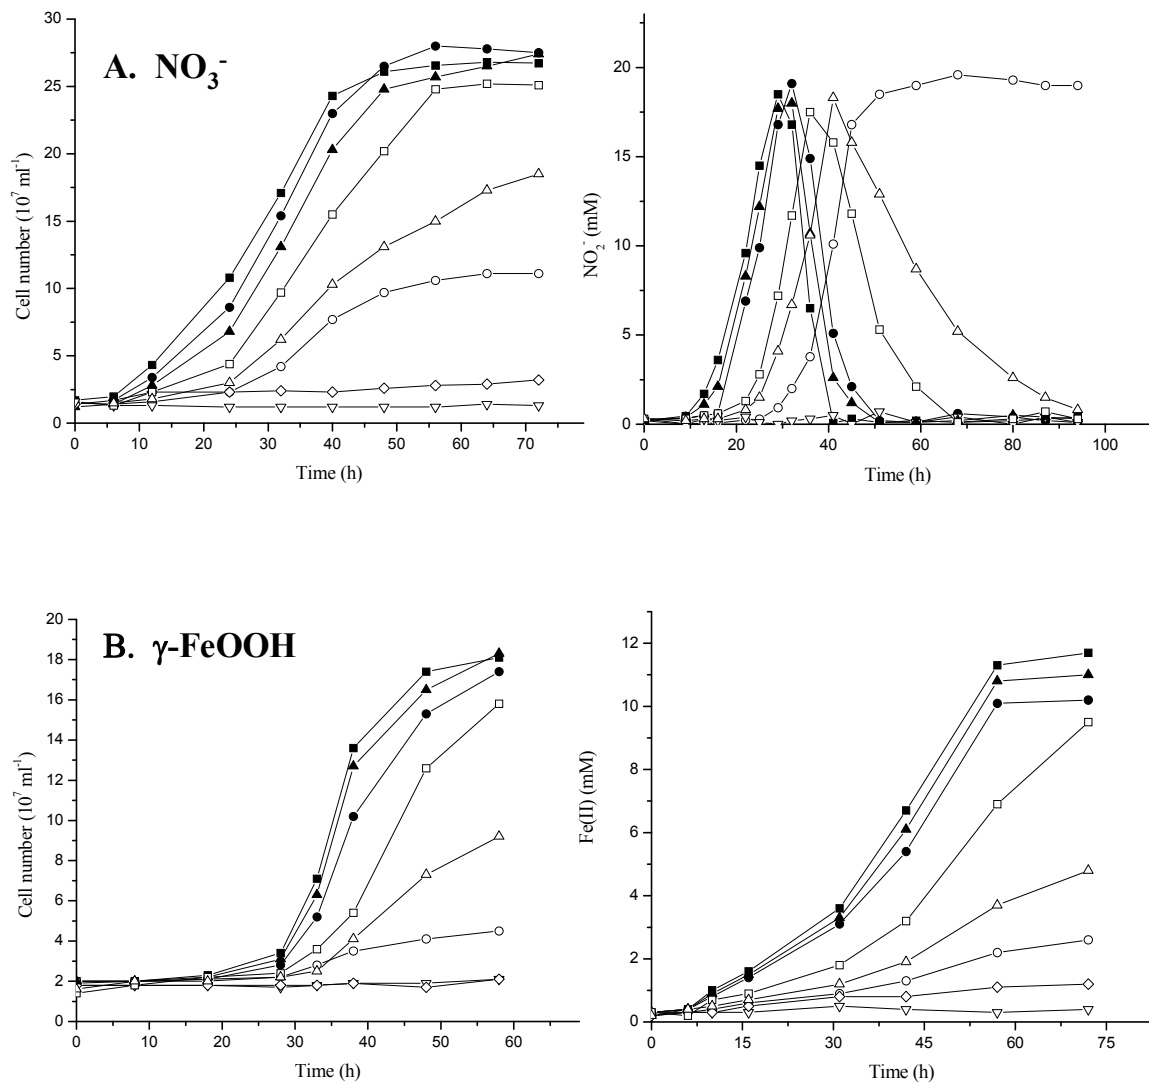 A. NO₃⁻
Cell number (10⁷ ml⁻¹)
30
25
20
15
10
5
0
0 10 20 30 40 50 60 70
Time (h)
NO₂⁻ (mM)
20
15
10
5
0
0 20 40 60 80 100
Time (h)
B. γ-FeOOH
Cell number (10⁷ ml⁻¹)
20
18
16
14
12
10
8
6
4
2
0
0 10 20 30 40 50 60
Time (h)
Fe(II) (mM)
12
10
8
6
4
2
0
0 15 30 45 60 75
Time (h)